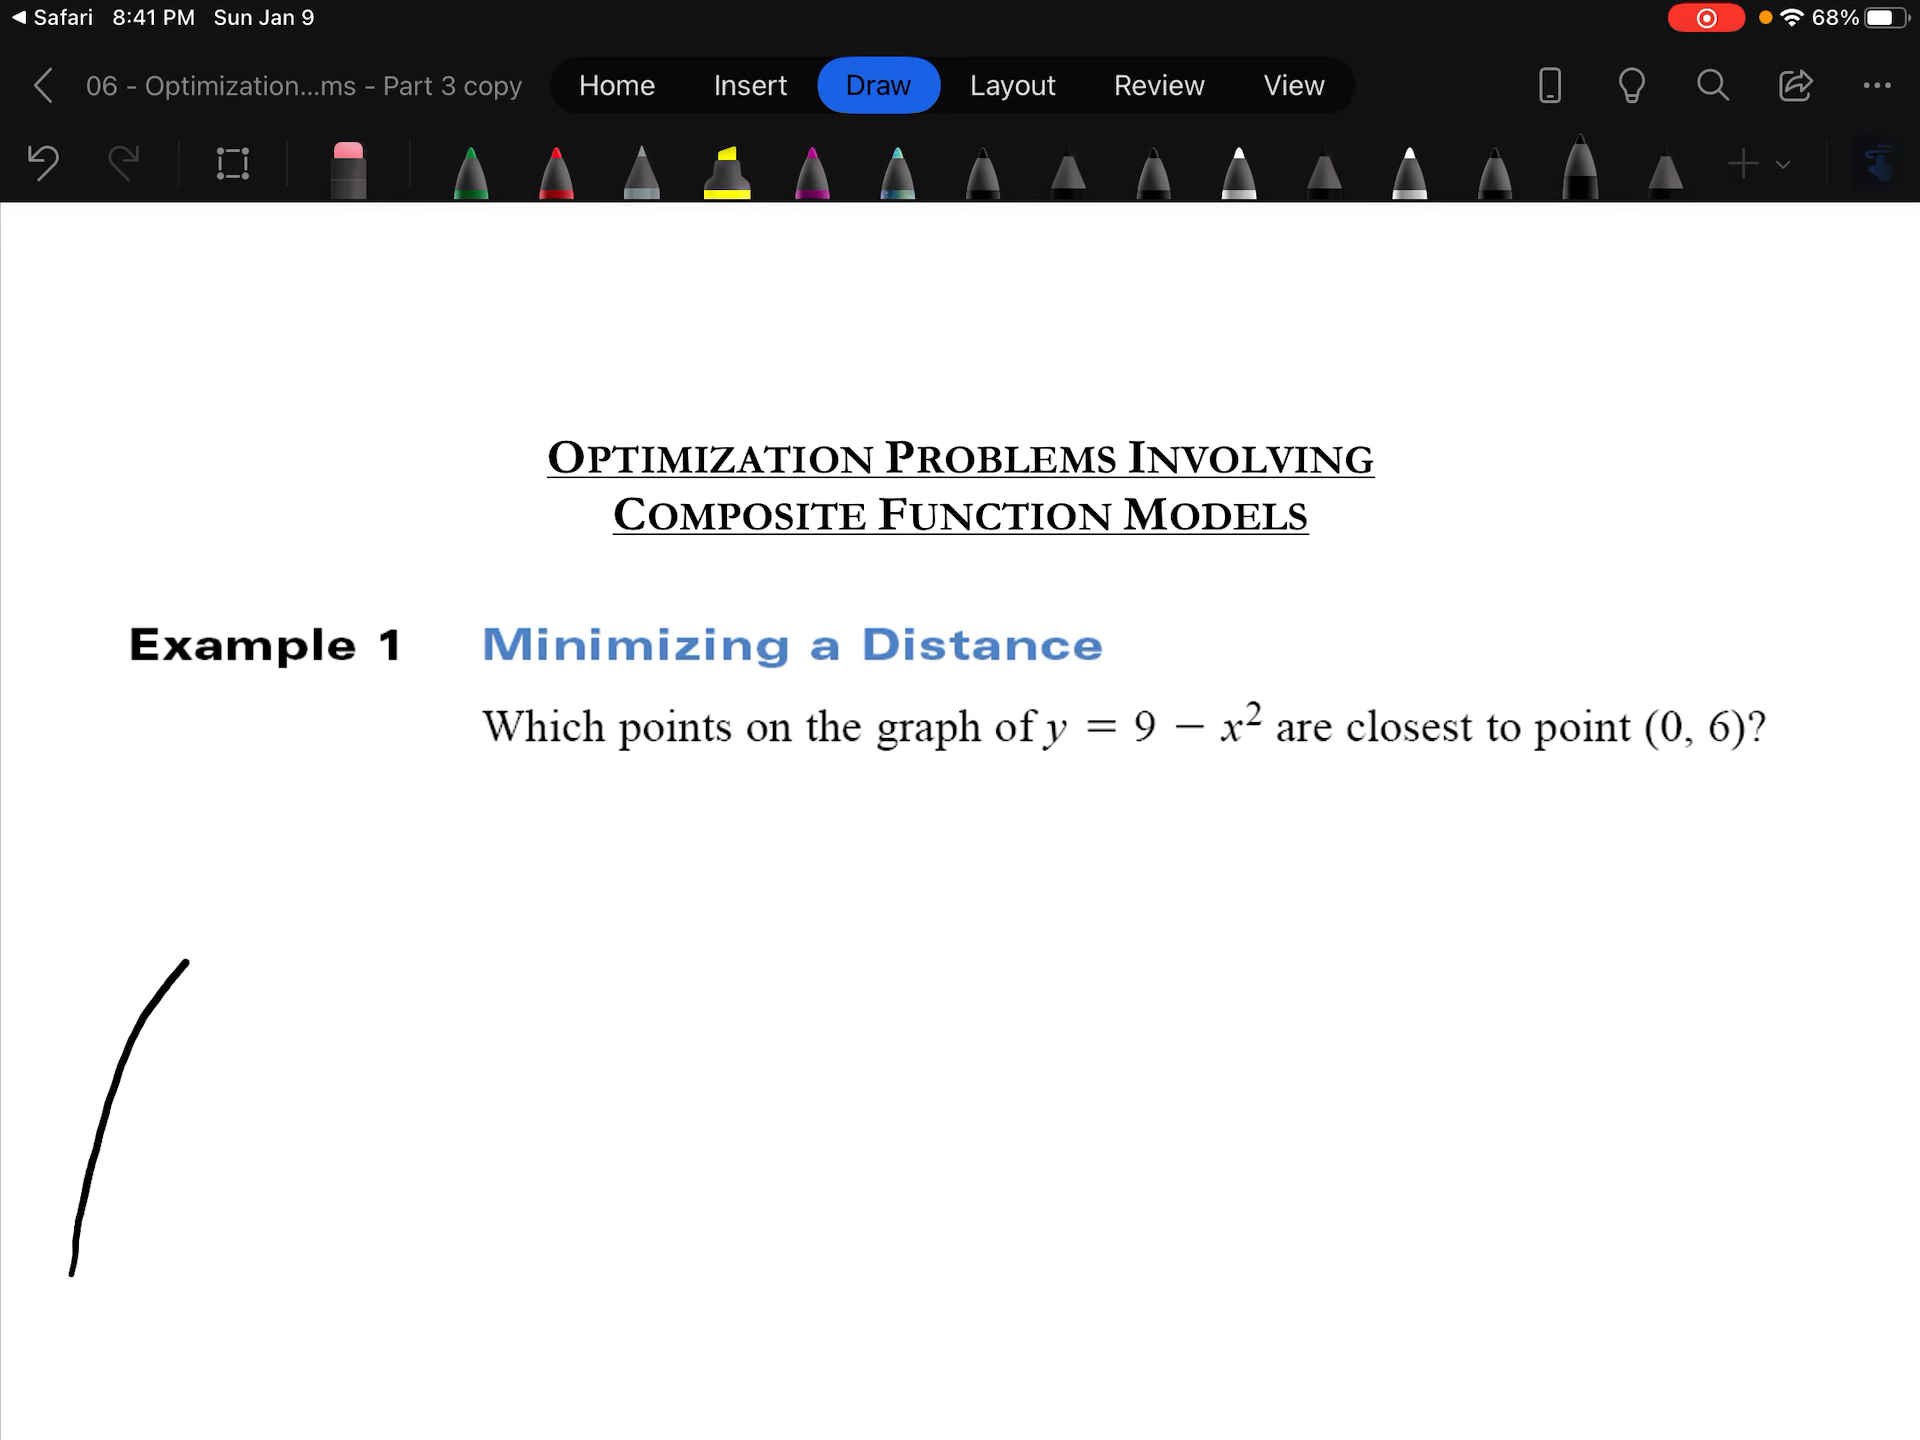 Safari 8:41 PM Sun Jan 9 68%
06 - Optimization...ms - Part 3 copy Home Insert Draw Layout Review View
OPTIMIZATION PROBLEMS INVOLVING
COMPOSITE FUNCTION MODELS
Example 1 Minimizing a Distance
Which points on the graph of y = 9 − x² are closest to point (0, 6)?